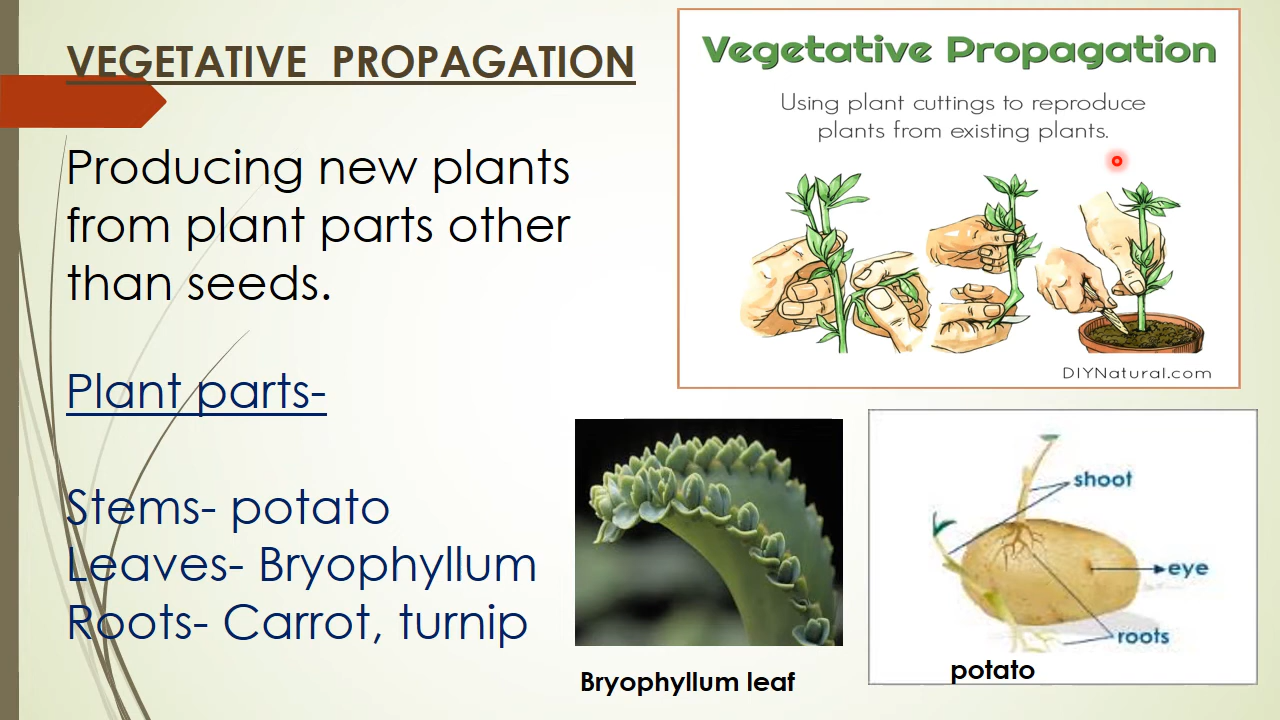 VEGETATIVE PROPAGATION
Producing new plants
from plant parts other
than seeds.
Plant parts-
Stems- potato
Leaves- Bryophyllum
Roots- Carrot, turnip
Vegetative Propagation
Using plant cuttings to reproduce
plants from existing plants.
DIYNatural.com
Bryophyllum leaf
shoot
eye
roots
potato